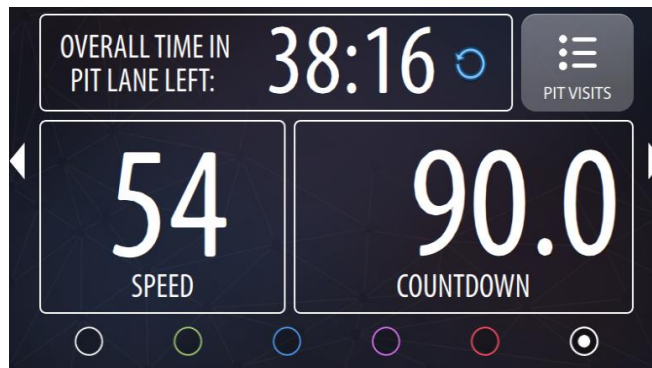 OVERALL TIME IN
PIT LANE LEFT:
38:16
PIT VISITS
54
SPEED
90.0
COUNTDOWN